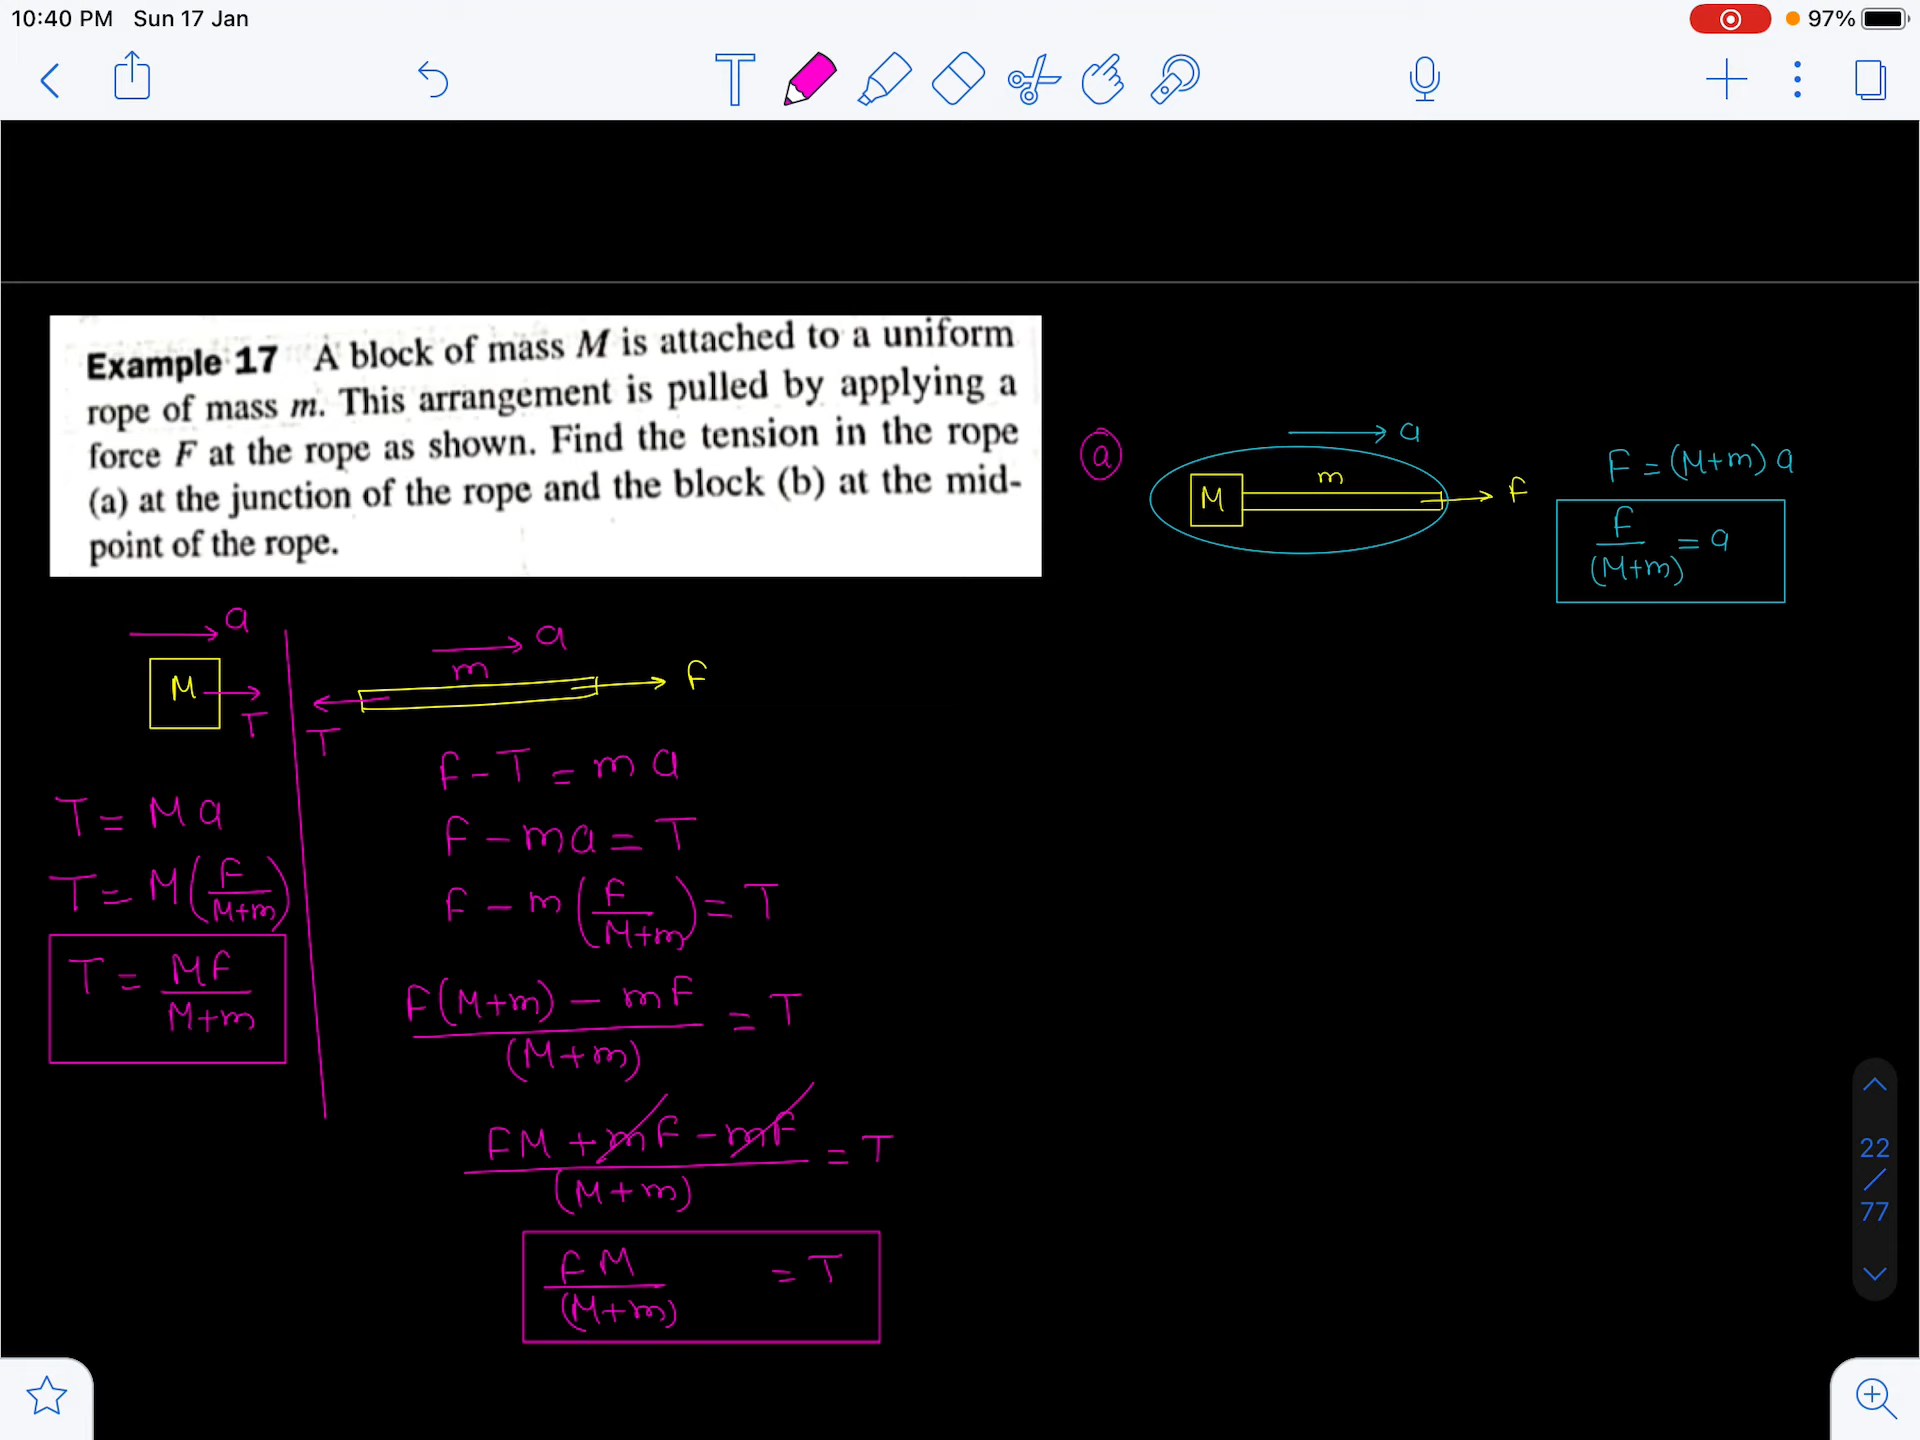 10:40 PM Sun 17 Jan
97%
Example 17 A block of mass M is attached to a uniform
rope of mass m. This arrangement is pulled by applying a
force F at the rope as shown. Find the tension in the rope
(a) at the junction of the rope and the block (b) at the mid-
point of the rope.
a
a
M
m
F
F = (M+m) a
F/(M+m) = a
a
M
T
a
m
F
T
T = Ma
T = M(F/M+m)
T = MF/M+m
F - T = ma
F - ma = T
F - m(F/M+m) = T
F(M+m) - mF/(M+m) = T
FM + mF - mF/(M+m) = T
FM/(M+m) = T
22
/
77